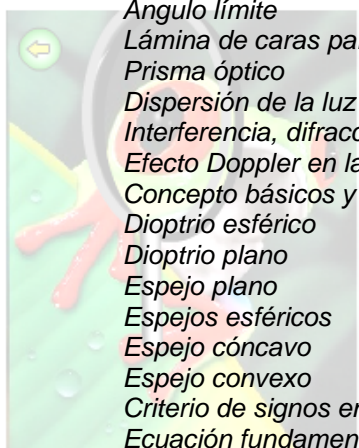 Ángulo límite
Lámina de caras pa
Prisma óptico
Dispersión de la luz
Interferencia, difracc
Efecto Doppler en la
Concepto básicos y
Dioptrio esférico
Dioptrio plano
Espejo plano
Espejos esféricos
Espejo cóncavo
Espejo convexo
Criterio de signos en
Ecuación fundamen